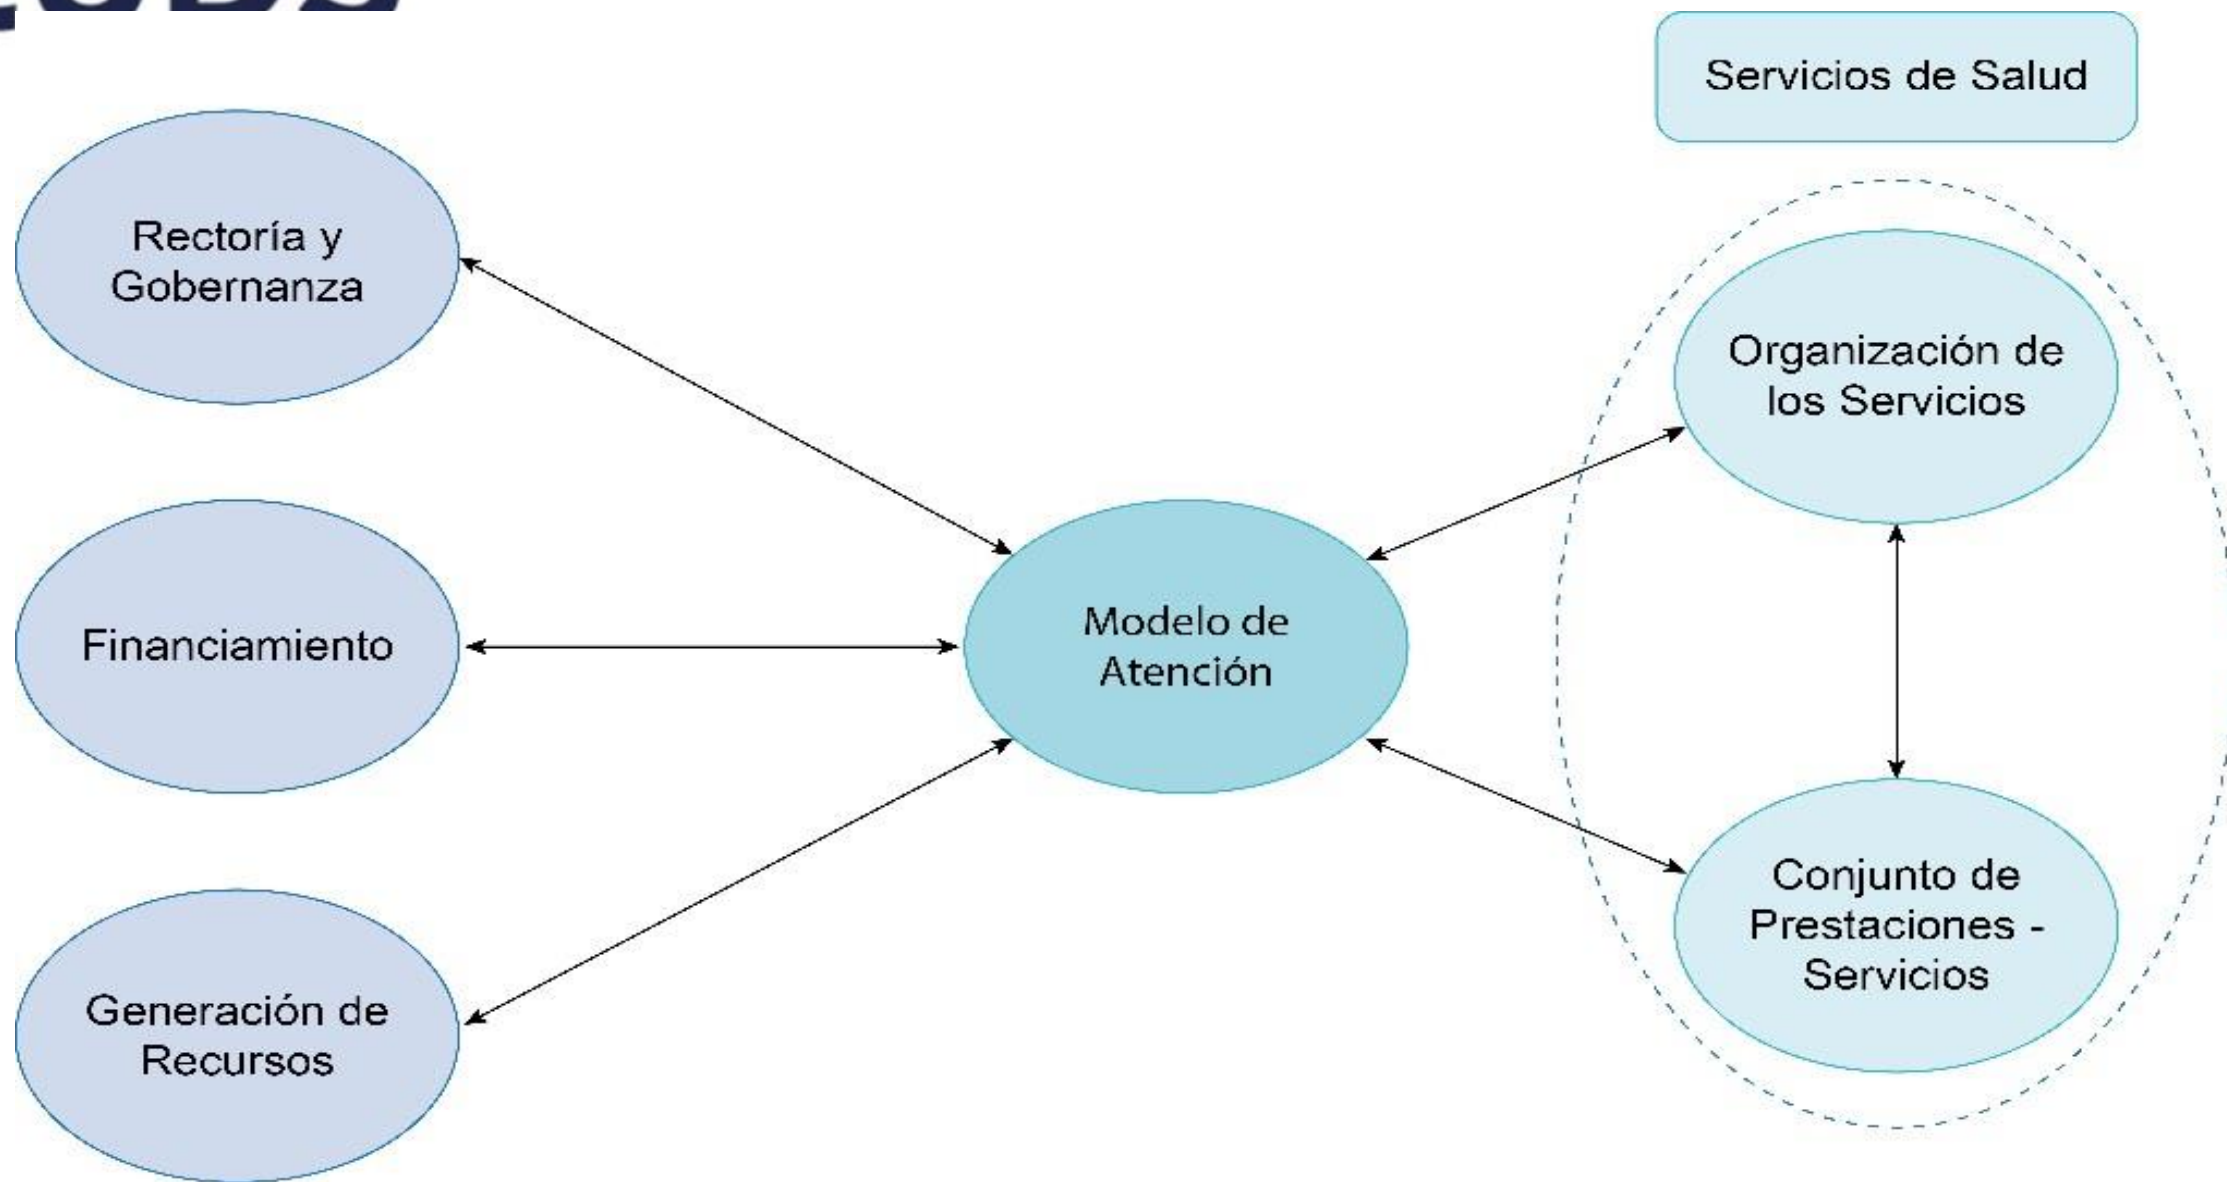 Servicios de Salud
Rectoría y
Gobernanza
Organización de
los Servicios
Financiamiento
Modelo de
Atención
Conjunto de
Prestaciones -
Servicios
Generación de
Recursos